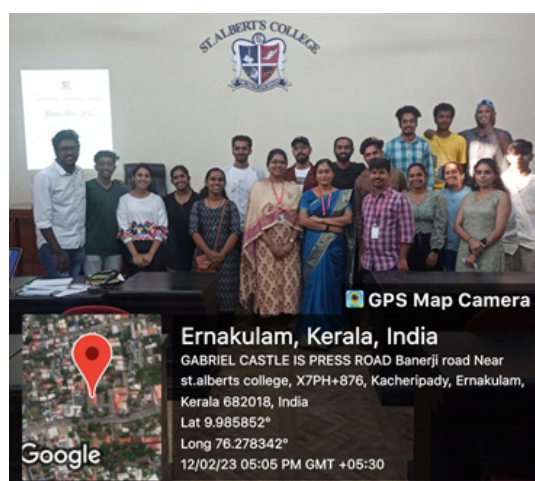 ST. ALBERT'S COLLEGE
GPS Map Camera
Ernakulam, Kerala, India
GABRIEL CASTLE IS PRESS ROAD Banerji road Near
st.alberts college, X7PH+876, Kacheripady, Ernakulam,
Kerala 682018, India
Lat 9.985852°
Long 76.278342°
12/02/23 05:05 PM GMT +05:30
Google